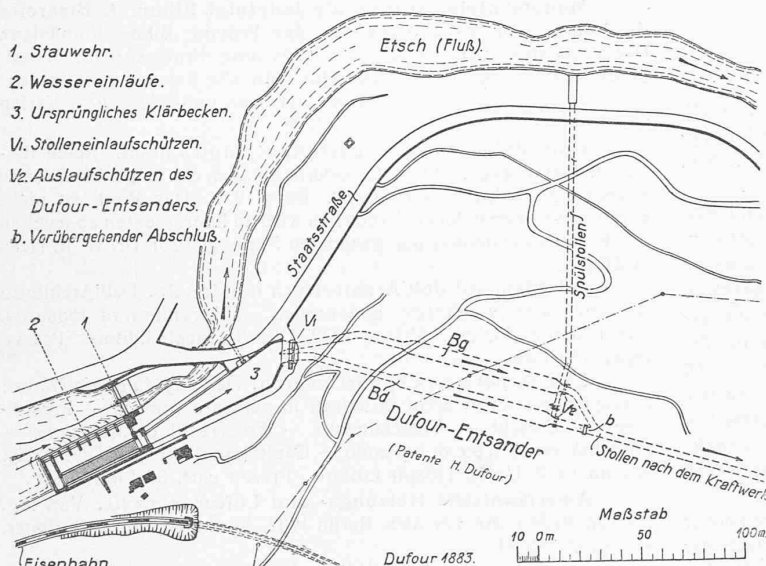 1. Stauwehr.
2. Wassereinläufe.
3. Ursprüngliches Klärbecken.
V1. Stolleneinlaufschützen.
V2. Auslaufschützen des
Dufour-Entsanders.
b. Vorübergehender Abschluß.
Etsch (Fluß).
Staatsstraße
Spülstollen
2
1
3
V1
Bg
Bd
V2
b
Dufour-Entsander
(Patente H. Dufour)
Stollen nach dem Kraftwerk
Maßstab
10 0 m. 50 100 m.
Eisenbahn
Dufour 1883.